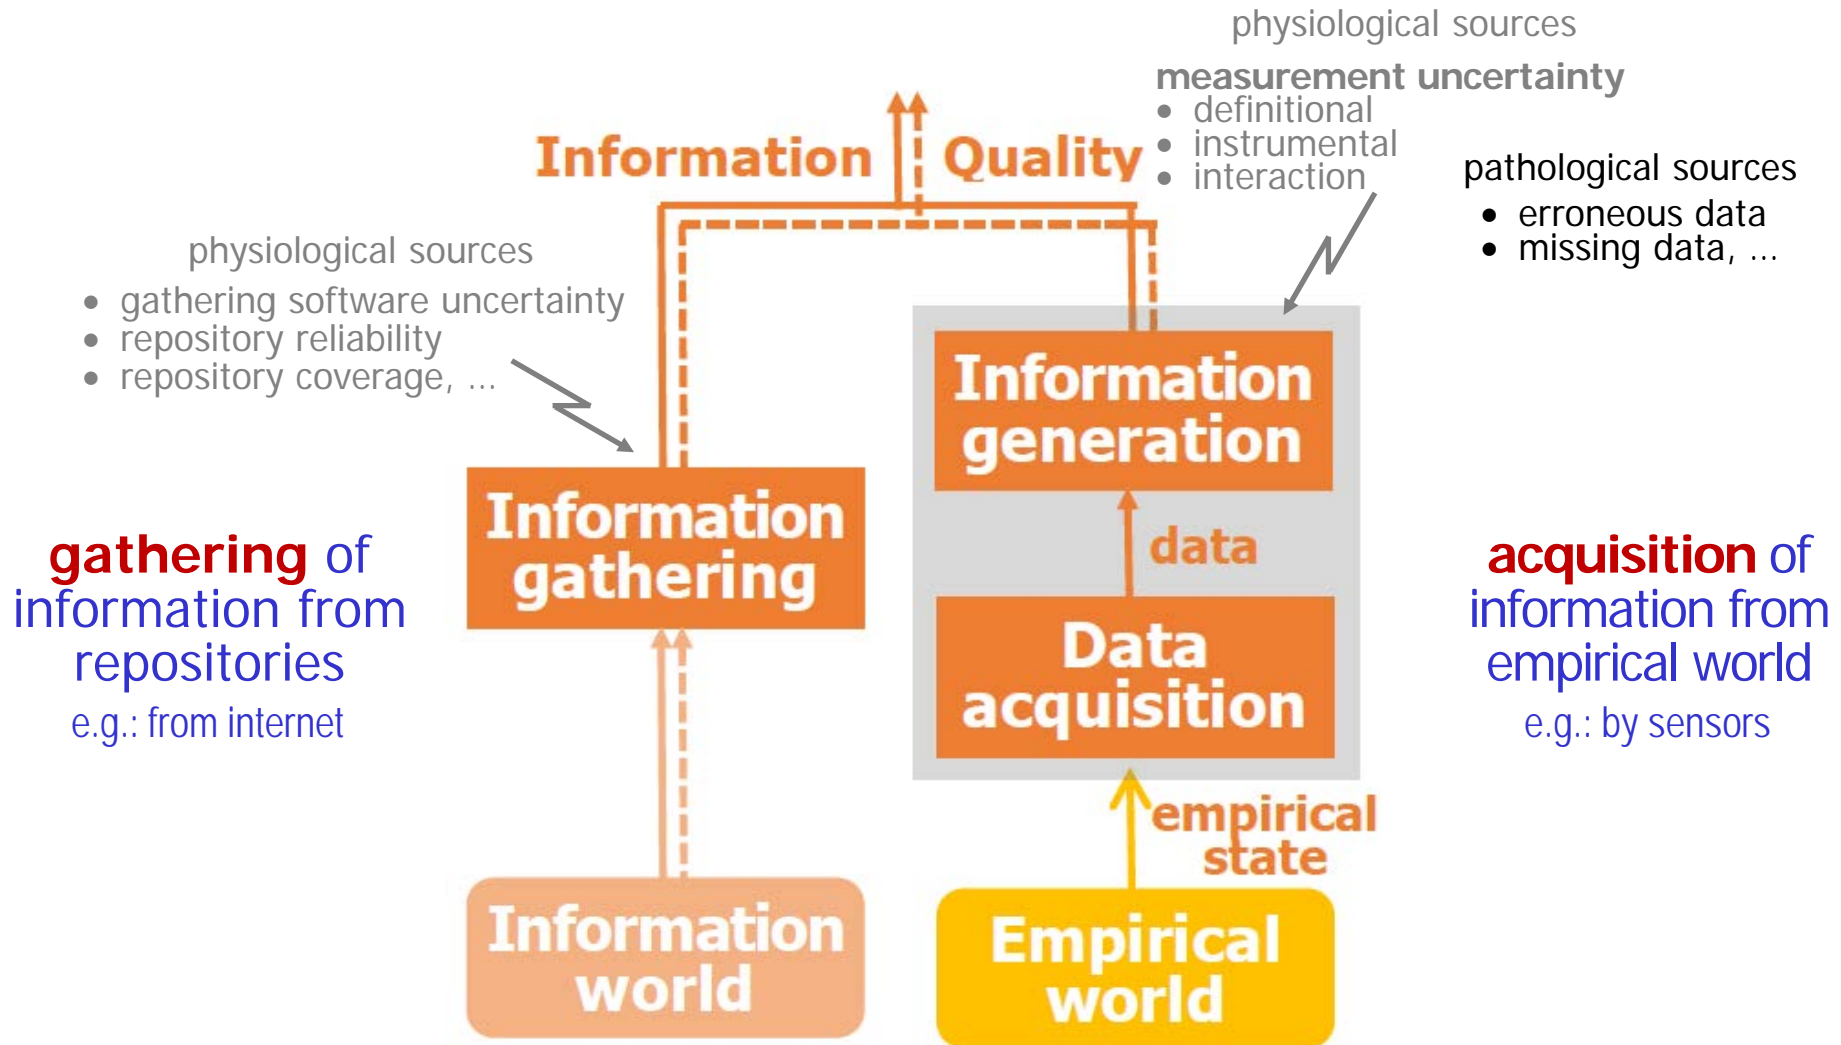 physiological sources
measurement uncertainty
• definitional
• instrumental
• interaction
pathological sources
• erroneous data
• missing data, ...
Information Quality
physiological sources
• gathering software uncertainty
• repository reliability
• repository coverage, ...
Information
generation
Information
gathering
data
gathering of
information from
repositories
e.g.: from internet
acquisition of
information from
empirical world
e.g.: by sensors
Data
acquisition
empirical
state
Information
world
Empirical
world